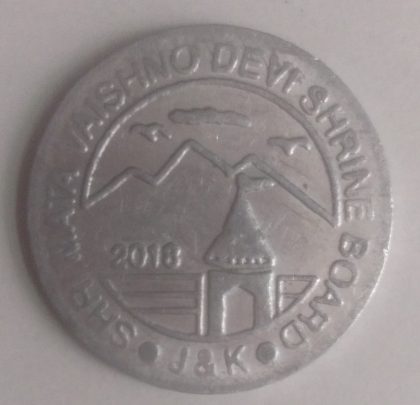 SHRI MATA VAISHNO DEVI SHRINE BOARD
2018
J & K